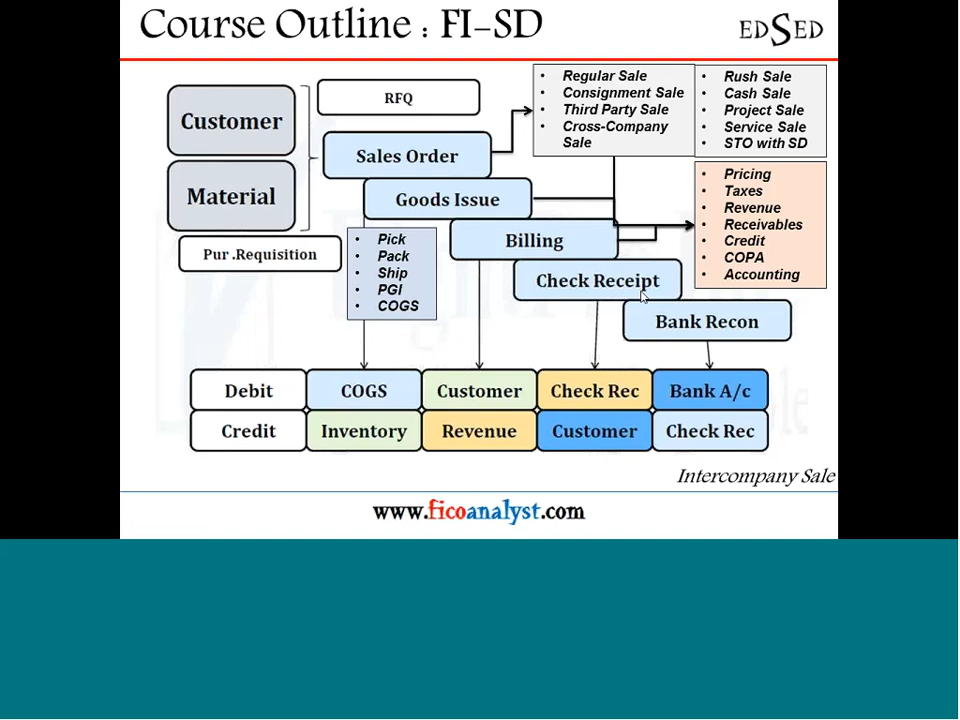 Course Outline : FI-SD
EDSED
Customer
Material
Pur .Requisition
RFQ
Sales Order
Goods Issue
Billing
Check Receipt
Bank Recon
• Regular Sale
• Consignment Sale
• Third Party Sale
• Cross-Company
Sale
• Rush Sale
• Cash Sale
• Project Sale
• Service Sale
• STO with SD
• Pricing
• Taxes
• Revenue
• Receivables
• Credit
• COPA
• Accounting
• Pick
• Pack
• Ship
• PGI
• COGS
Debit COGS Customer Check Rec Bank A/c
Credit Inventory Revenue Customer Check Rec
Intercompany Sale
www.ficoanalyst.com